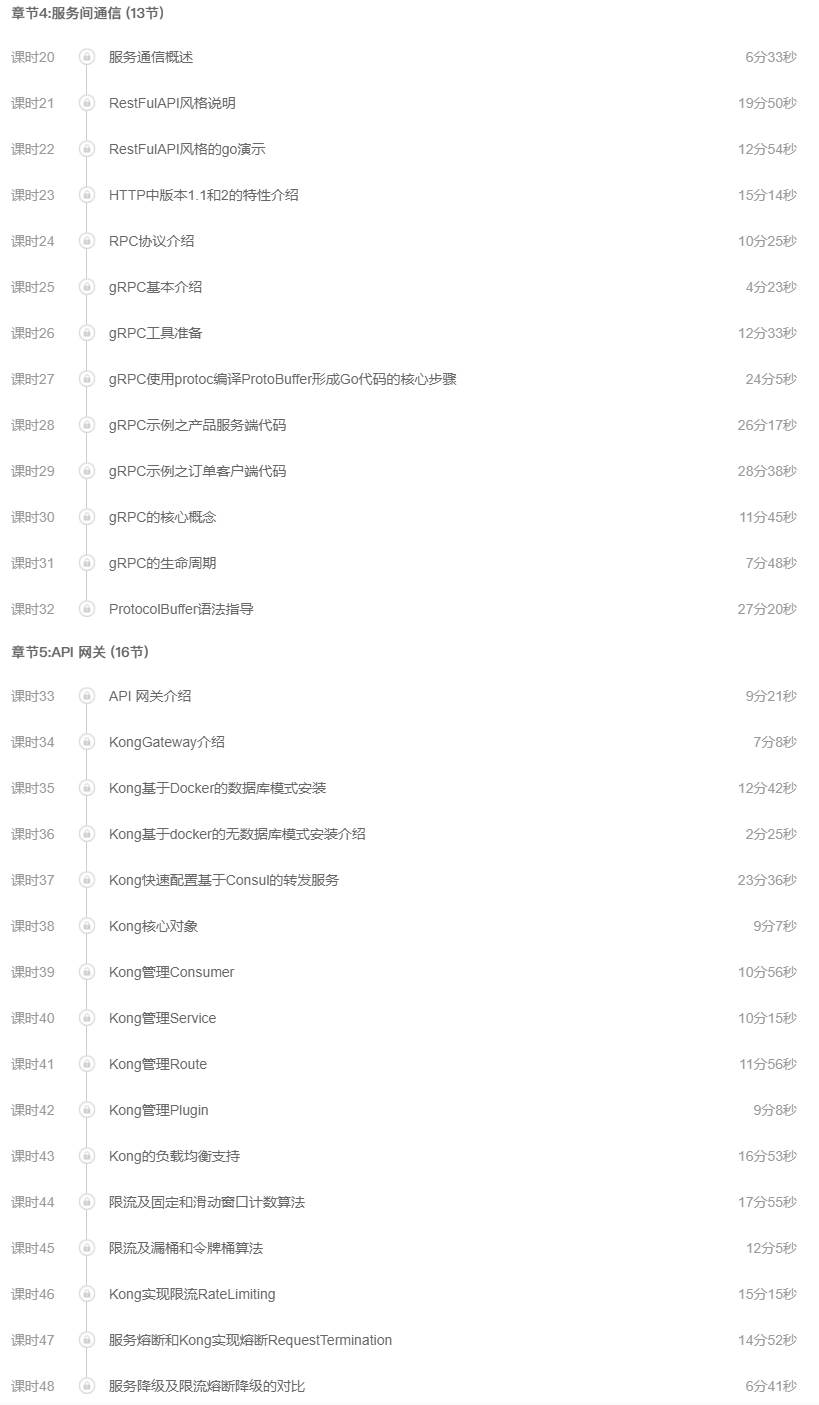 章节4:服务间通信 (13节)
课时20 服务通信概述 6分33秒
课时21 RestFulAPI风格说明 19分50秒
课时22 RestFulAPI风格的go演示 12分54秒
课时23 HTTP中版本1.1和2的特性介绍 15分14秒
课时24 RPC协议介绍 10分25秒
课时25 gRPC基本介绍 4分23秒
课时26 gRPC工具准备 12分33秒
课时27 gRPC使用protoc编译ProtoBuffer形成Go代码的核心步骤 24分5秒
课时28 gRPC示例之产品服务端代码 26分17秒
课时29 gRPC示例之订单客户端代码 28分38秒
课时30 gRPC的核心概念 11分45秒
课时31 gRPC的生命周期 7分48秒
课时32 ProtocolBuffer语法指导 27分20秒
章节5:API 网关 (16节)
课时33 API 网关介绍 9分21秒
课时34 KongGateway介绍 7分8秒
课时35 Kong基于Docker的数据库模式安装 12分42秒
课时36 Kong基于docker的无数据库模式安装介绍 2分25秒
课时37 Kong快速配置基于Consul的转发服务 23分36秒
课时38 Kong核心对象 9分7秒
课时39 Kong管理Consumer 10分56秒
课时40 Kong管理Service 10分15秒
课时41 Kong管理Route 11分56秒
课时42 Kong管理Plugin 9分8秒
课时43 Kong的负载均衡支持 16分53秒
课时44 限流及固定和滑动窗口计数算法 17分55秒
课时45 限流及漏桶和令牌桶算法 12分5秒
课时46 Kong实现限流RateLimiting 15分15秒
课时47 服务熔断和Kong实现熔断RequestTermination 14分52秒
课时48 服务降级及限流熔断降级的对比 6分41秒